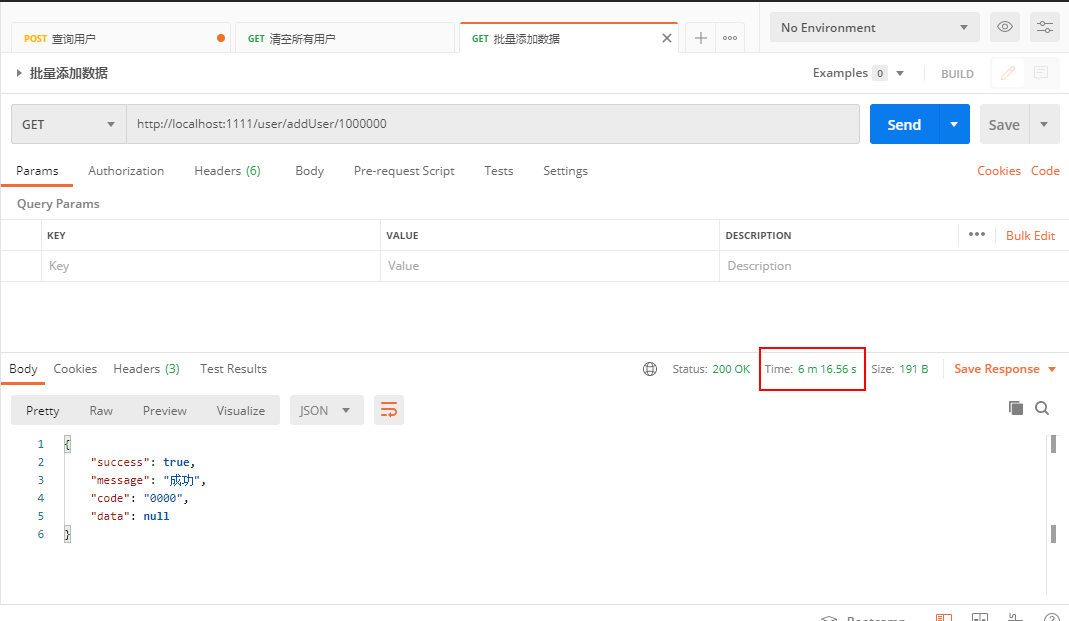 POST 查询用户
GET 清空所有用户
GET 批量添加数据
No Environment
批量添加数据
Examples 0
BUILD
GET
http://localhost:1111/user/addUser/1000000
Send
Save
Params
Authorization
Headers (6)
Body
Pre-request Script
Tests
Settings
Cookies
Code
Query Params
KEY
VALUE
DESCRIPTION
Bulk Edit
Key
Value
Description
Body
Cookies
Headers (3)
Test Results
Status: 200 OK
Time: 6 m 16.56 s
Size: 191 B
Save Response
Pretty
Raw
Preview
Visualize
JSON
1 {
2 "success": true,
3 "message": "成功",
4 "code": "0000",
5 "data": null
6 }
Bootcamp